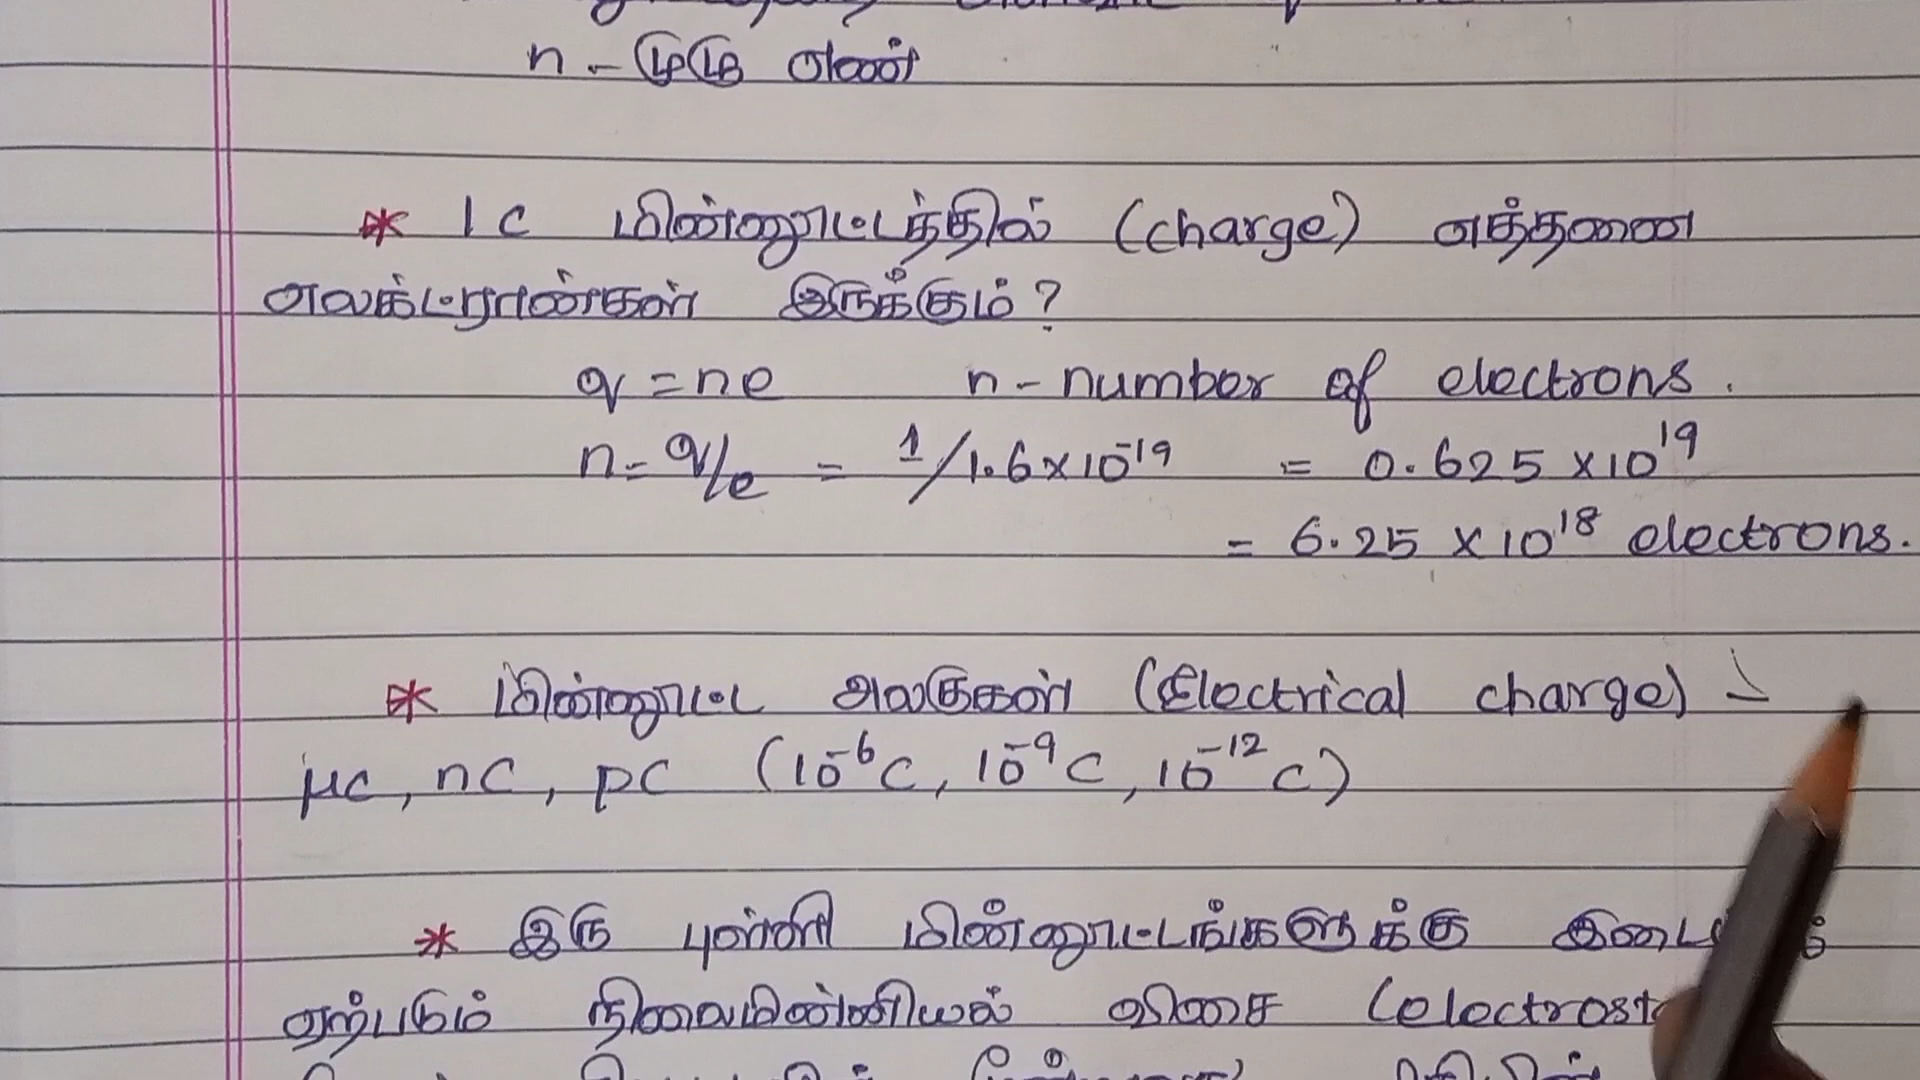 n - முழு எண்
* 1 C மின்னூட்டத்தில் (charge) எத்தனை
எலக்ட்ரான்கள் இருக்கும்?
q = ne n - number of electrons.
n = q/e = 1/1.6×10⁻¹⁹ = 0.625 ×10¹⁹
= 6.25 ×10¹⁸ electrons.
* மின்னூட்ட அலகுகள் (Electrical charge) -
μc, nC, pC (10⁻⁶C, 10⁻⁹C, 10⁻¹²C)
* இரு புள்ளி மின்னூட்டங்களுக்கு
ஏற்படும் நிலைமின்னியல் விசை (electrost